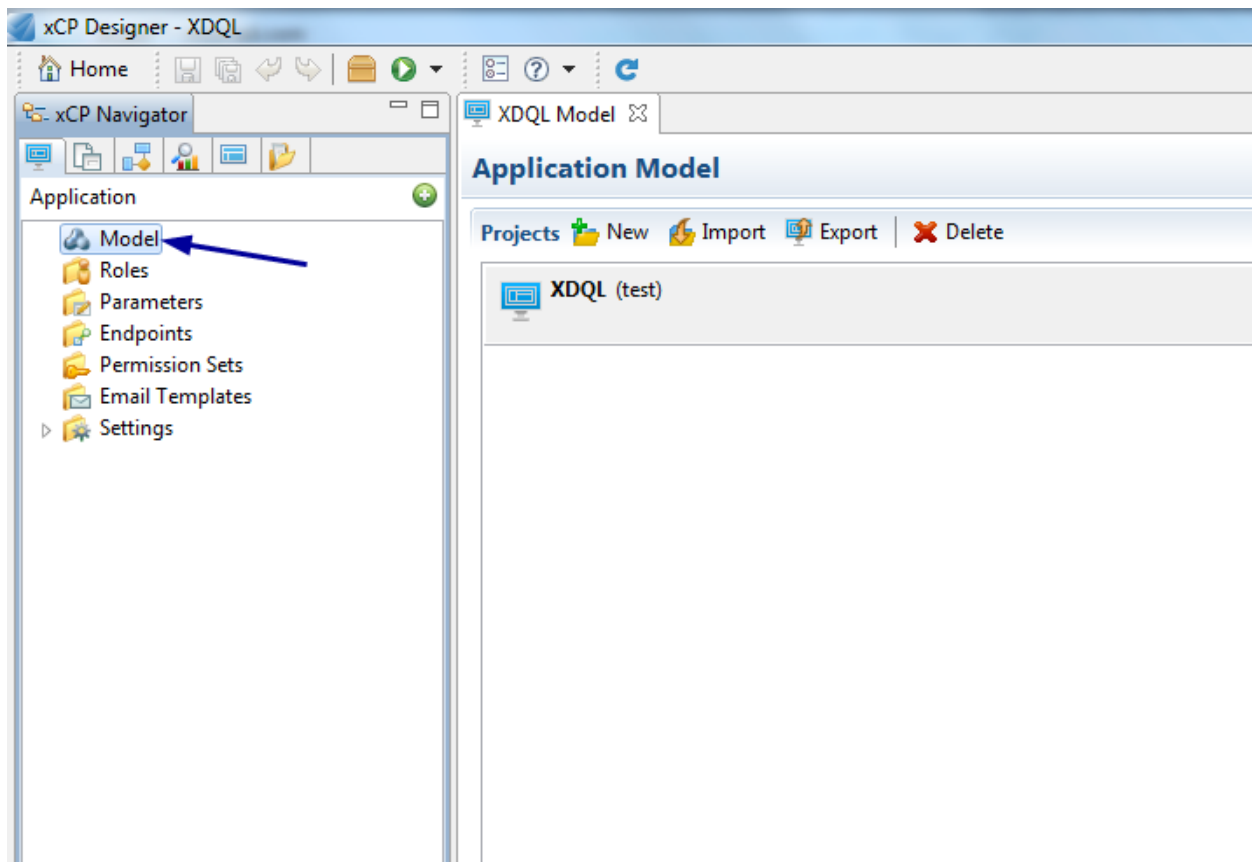 xCP Designer - XDQL
Home
xCP Navigator
Application
Model
Roles
Parameters
Endpoints
Permission Sets
Email Templates
Settings
XDQL Model
Application Model
Projects New Import Export Delete
XDQL (test)